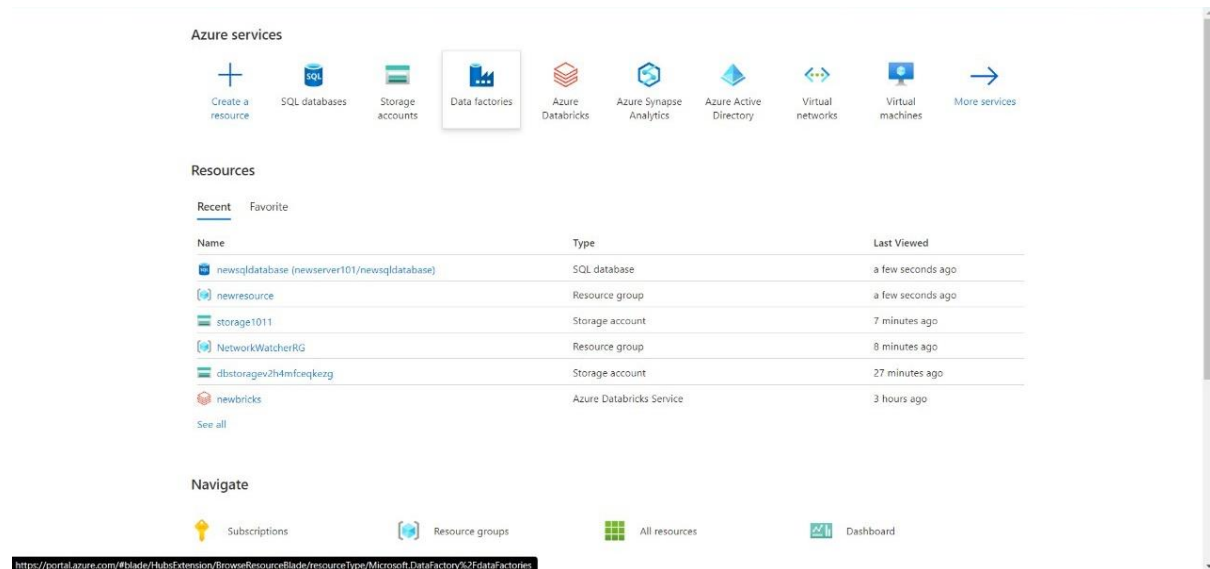 Azure services
SQL
Create a resource
SQL databases
Storage accounts
Data factories
Azure Databricks
Azure Synapse Analytics
Azure Active Directory
Virtual networks
Virtual machines
More services
Resources
Recent Favorite
Name Type Last Viewed
SQL newsqldatabase (newserver101/newsqldatabase) SQL database a few seconds ago
newresource Resource group a few seconds ago
storage1011 Storage account 7 minutes ago
NetworkWatcherRG Resource group 8 minutes ago
dbstoragev2h4mfceqkezg Storage account 27 minutes ago
newbricks Azure Databricks Service 3 hours ago
See all
Navigate
Subscriptions Resource groups All resources Dashboard
https://portal.azure.com/#blade/HubsExtension/BrowseResourceBlade/resourceType/Microsoft.DataFactory%2FdataFactories